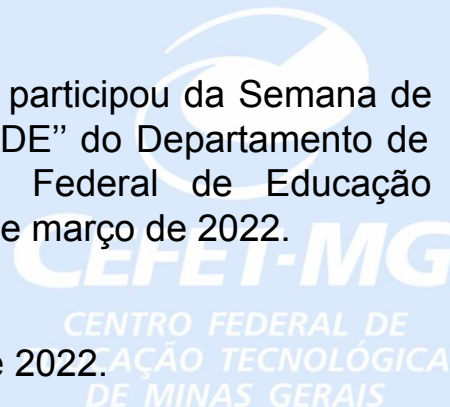 participou da Semana de
DE” do Departamento de
Federal de Educação
e março de 2022.
CEFET-MG
CENTRO FEDERAL DE
EDUCAÇÃO TECNOLÓGICA
e 2022.
DE MINAS GERAIS